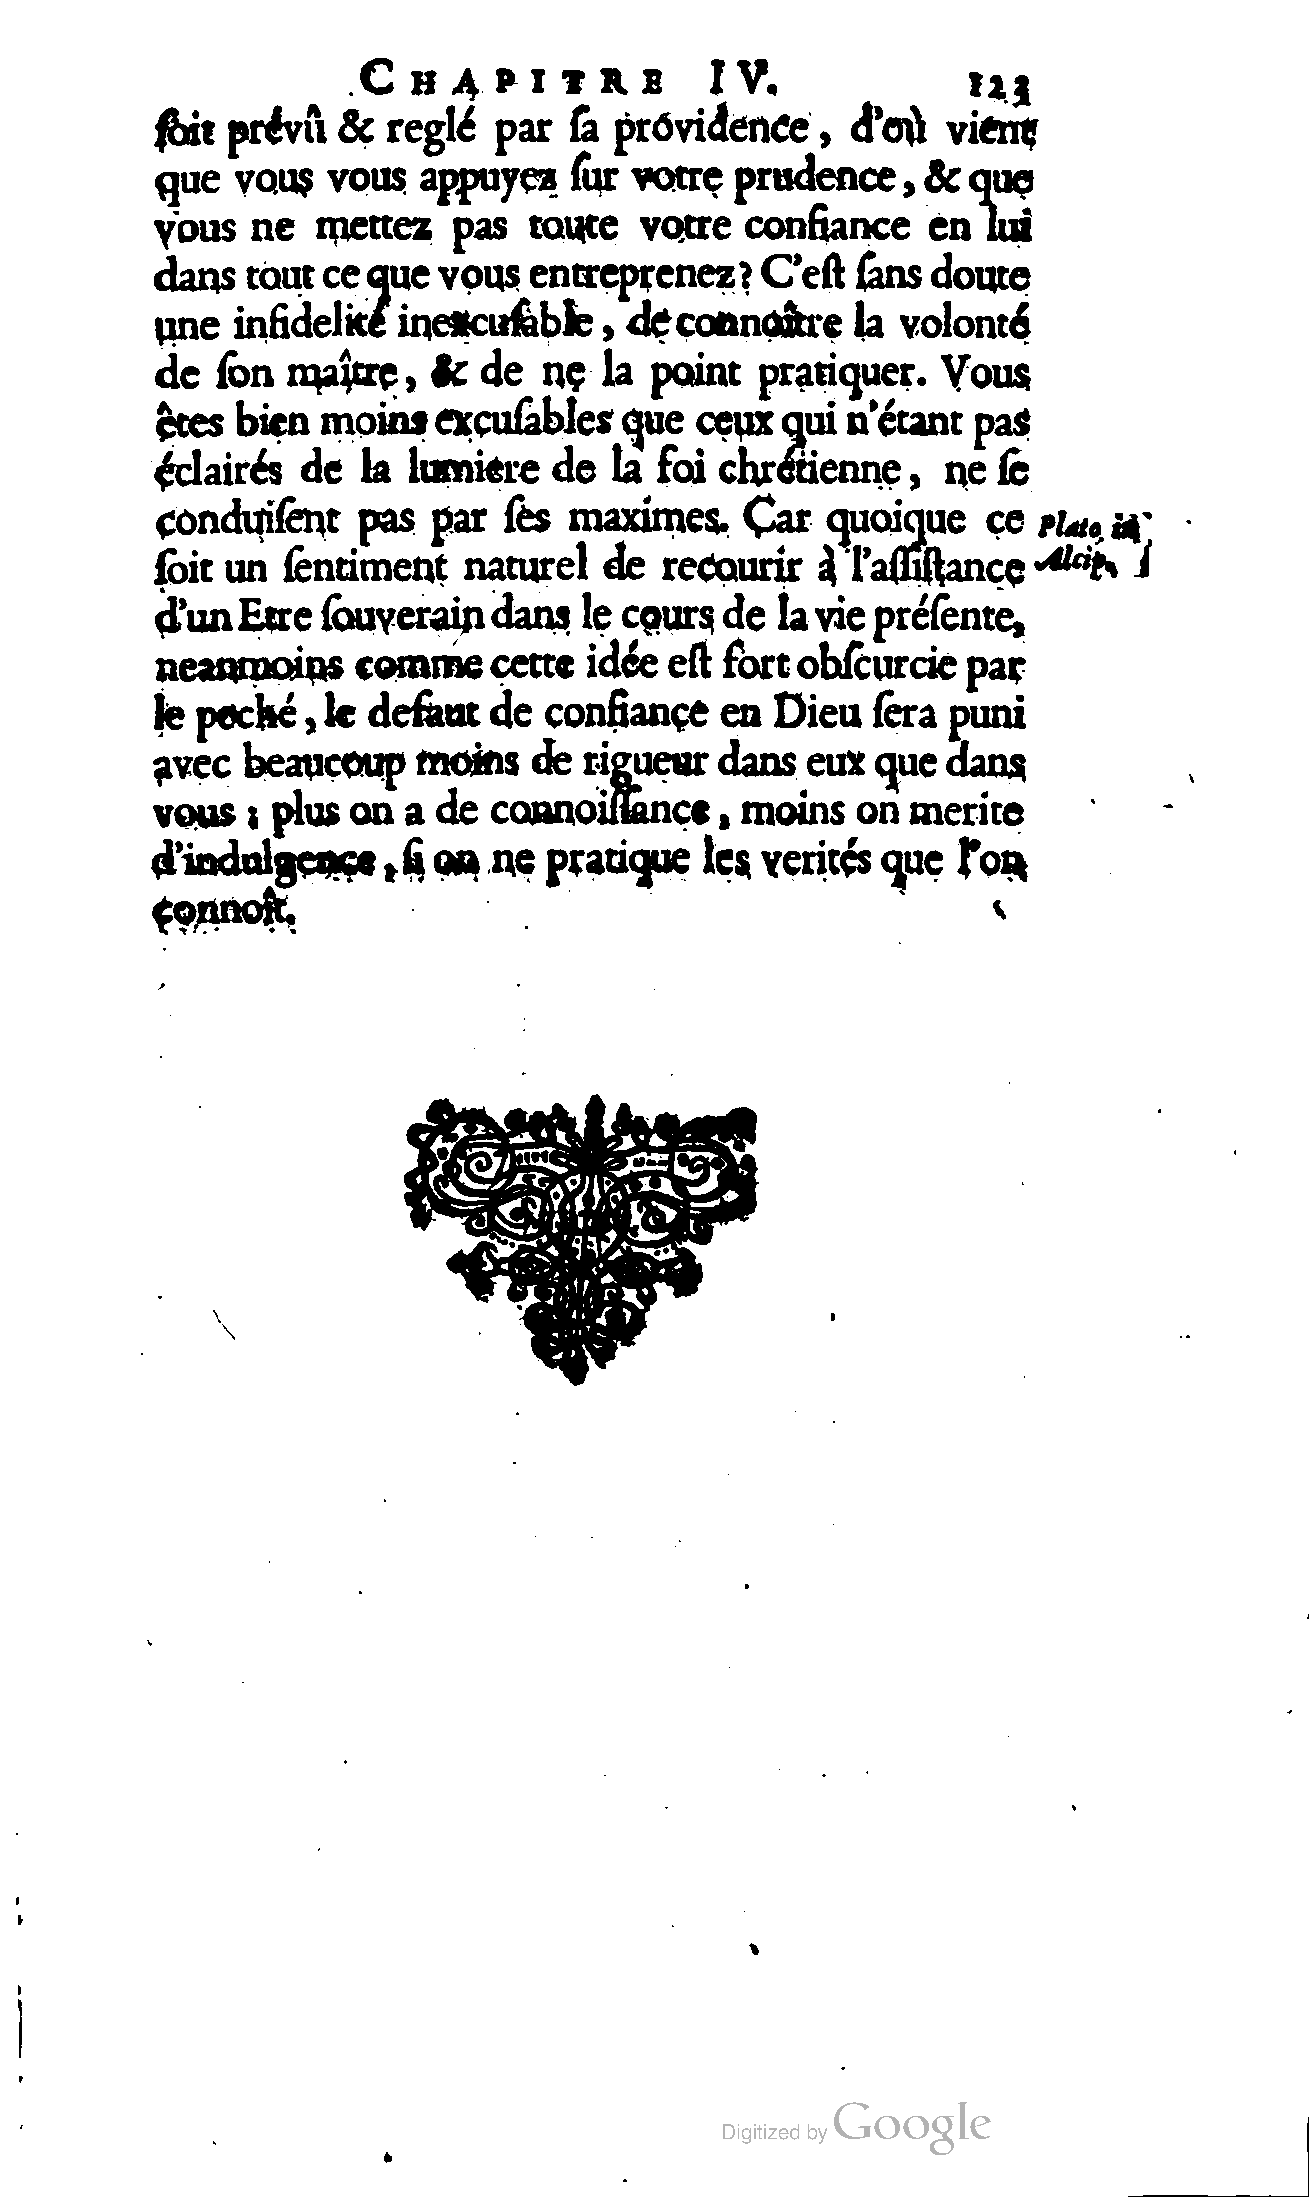 CHAPITRE IV. 123
ſoit prévû & reglé par ſa providence, d'où vient
que vous vous appuyez ſur votre prudence, & que
vous ne mettez pas toute votre confiance en lui
dans tout ce que vous entreprenez? C'eſt ſans doute
une infidelité inexcuſable, de connoître la volonté
de ſon maître, & de ne la point pratiquer. Vous
êtes bien moins excuſables que ceux qui n'étant pas
éclairés de la lumiere de la foi chrétienne, ne ſe
conduiſent pas par ſes maximes. Car quoique ce
Plato in
ſoit un ſentiment naturel de recourir à l'aſſiſtance
Alcib.
d'un Etre ſouverain dans le cours de la vie préſente,
neanmoins comme cette idée eſt fort obſcurcie par
le peché, le defaut de confiance en Dieu ſera puni
avec beaucoup moins de rigueur dans eux que dans
vous; plus on a de connoiſſance, moins on merite
d'indulgence, ſi on ne pratique les verités que l'on
connoît.
Digitized by Google